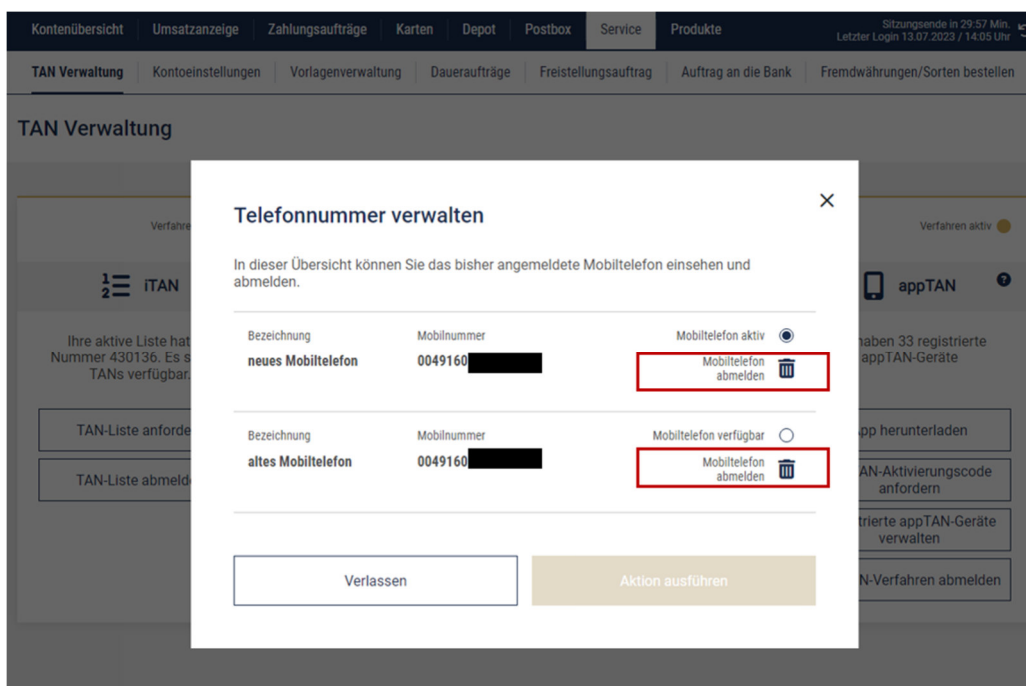 Kontenübersicht Umsatzanzeige Zahlungsaufträge Karten Depot Postbox Service Produkte
Sitzungsende in 29:57 Min.
Letzter Login 13.07.2023 / 14:05 Uhr
TAN Verwaltung Kontoeinstellungen Vorlagenverwaltung Daueraufträge Freistellungsauftrag Auftrag an die Bank Fremdwährungen/Sorten bestellen
TAN Verwaltung
Verfahre
iTAN
Ihre aktive Liste hat
Nummer 430136. Es s
TANs verfügbar.
TAN-Liste anforde
TAN-Liste abmeld
Telefonnummer verwalten
In dieser Übersicht können Sie das bisher angemeldete Mobiltelefon einsehen und
abmelden.
Bezeichnung Mobilnummer Mobiltelefon aktiv
neues Mobiltelefon 0049160 Mobiltelefon
abmelden
Bezeichnung Mobilnummer Mobiltelefon verfügbar
altes Mobiltelefon 0049160 Mobiltelefon
abmelden
Verlassen Aktion ausführen
Verfahren aktiv
appTAN ?
haben 33 registrierte
appTAN-Geräte
pp herunterladen
AN-Aktivierungscode
anfordern
trierte appTAN-Geräte
verwalten
N-Verfahren abmelden